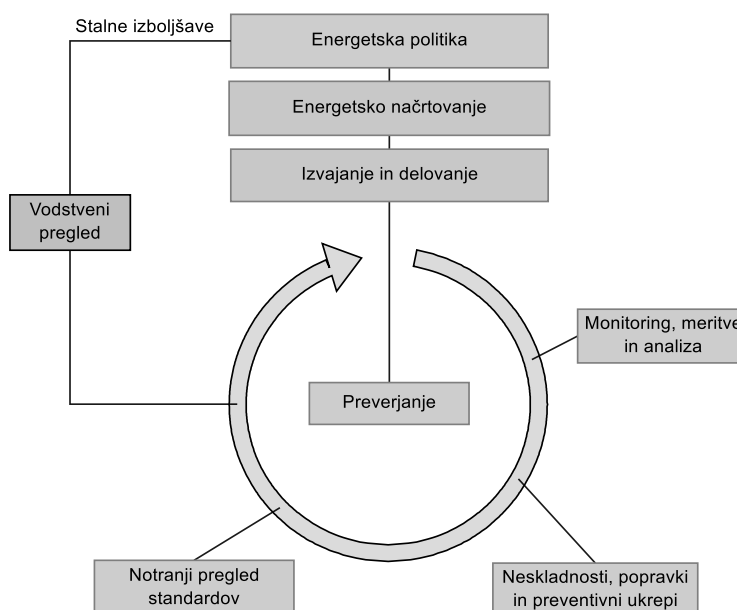 Stalne izboljšave
Energetska politika
Energetsko načrtovanje
Izvajanje in delovanje
Vodstveni
pregled
Monitoring, meritve
in analiza
Preverjanje
Notranji pregled
standardov
Neskladnosti, popravki
in preventivni ukrepi